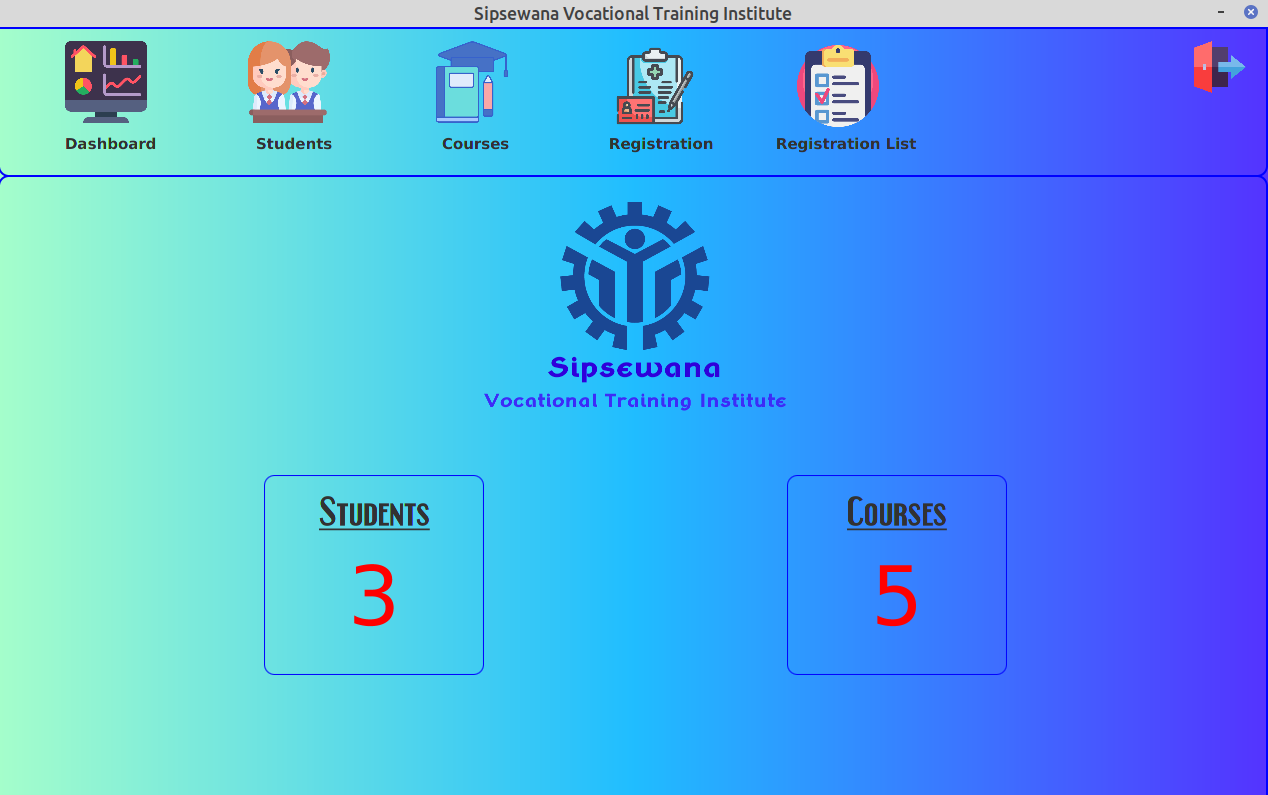 Sipsewana Vocational Training Institute
Dashboard
Students
Courses
Registration
Registration List
Sipsewana
Vocational Training Institute
Students
Courses
3
5